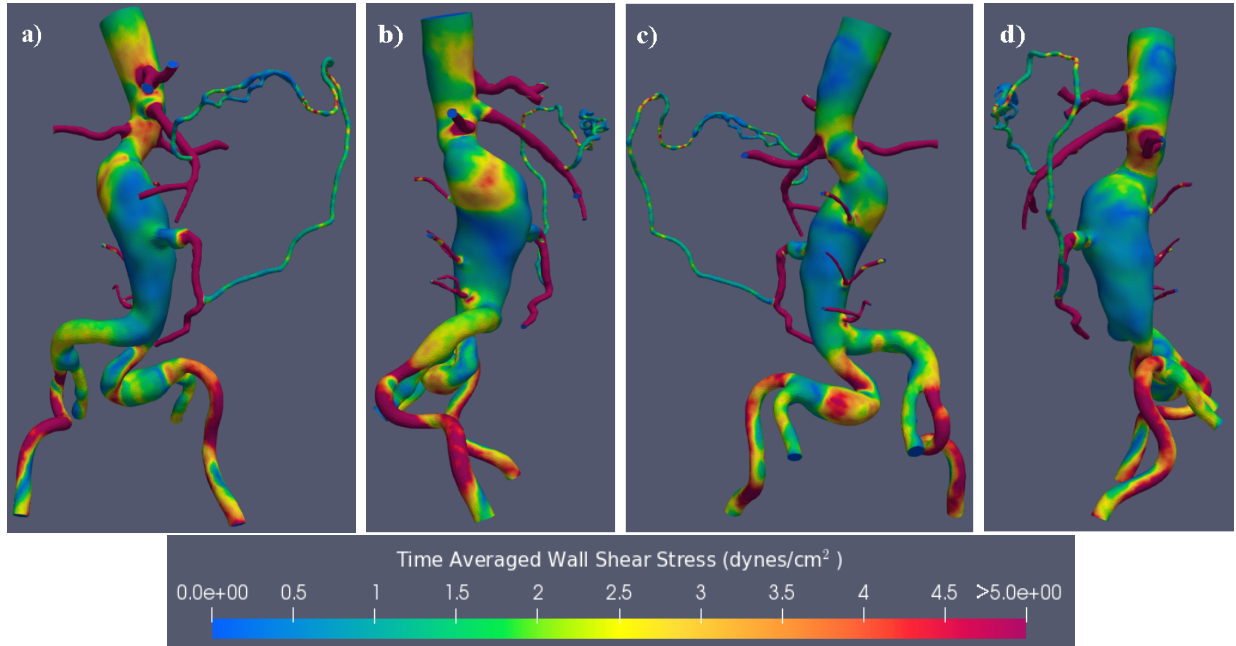 a)
b)
c)
d)
Time Averaged Wall Shear Stress (dynes/cm² )
0.0e+00 0.5 1 1.5 2 2.5 3 3.5 4 4.5 >5.0e+00